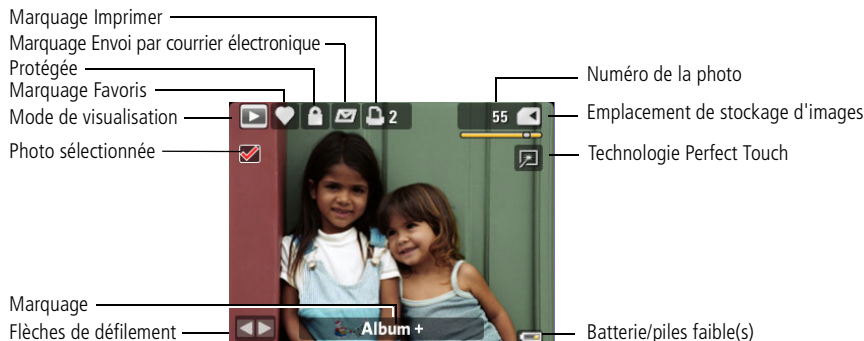 Marquage Imprimer
Marquage Envoi par courrier électronique
Protégée
Marquage Favoris
Mode de visualisation
Photo sélectionnée
2
55
Numéro de la photo
Emplacement de stockage d'images
Technologie Perfect Touch
Marquage
Flèches de défilement
Album +
Batterie/piles faible(s)